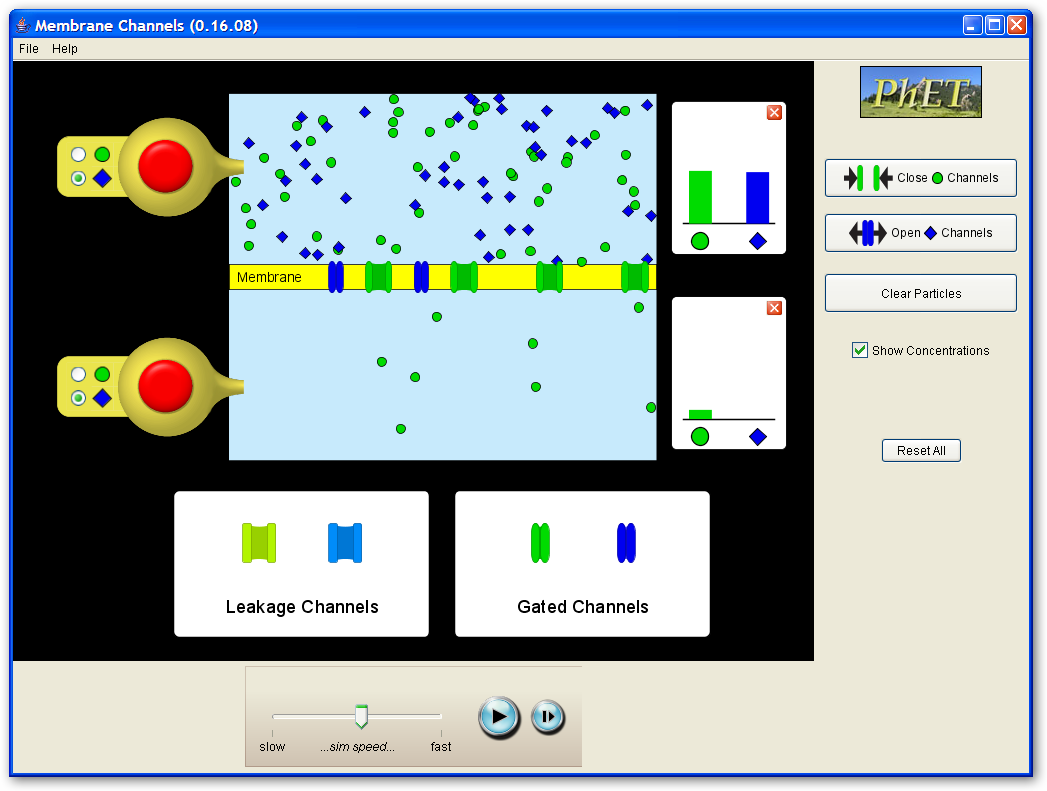 Membrane Channels (0.16.08)
File Help
PhET
Close Channels
Open Channels
Membrane
Clear Particles
Show Concentrations
Reset All
Leakage Channels
Gated Channels
slow ...sim speed... fast